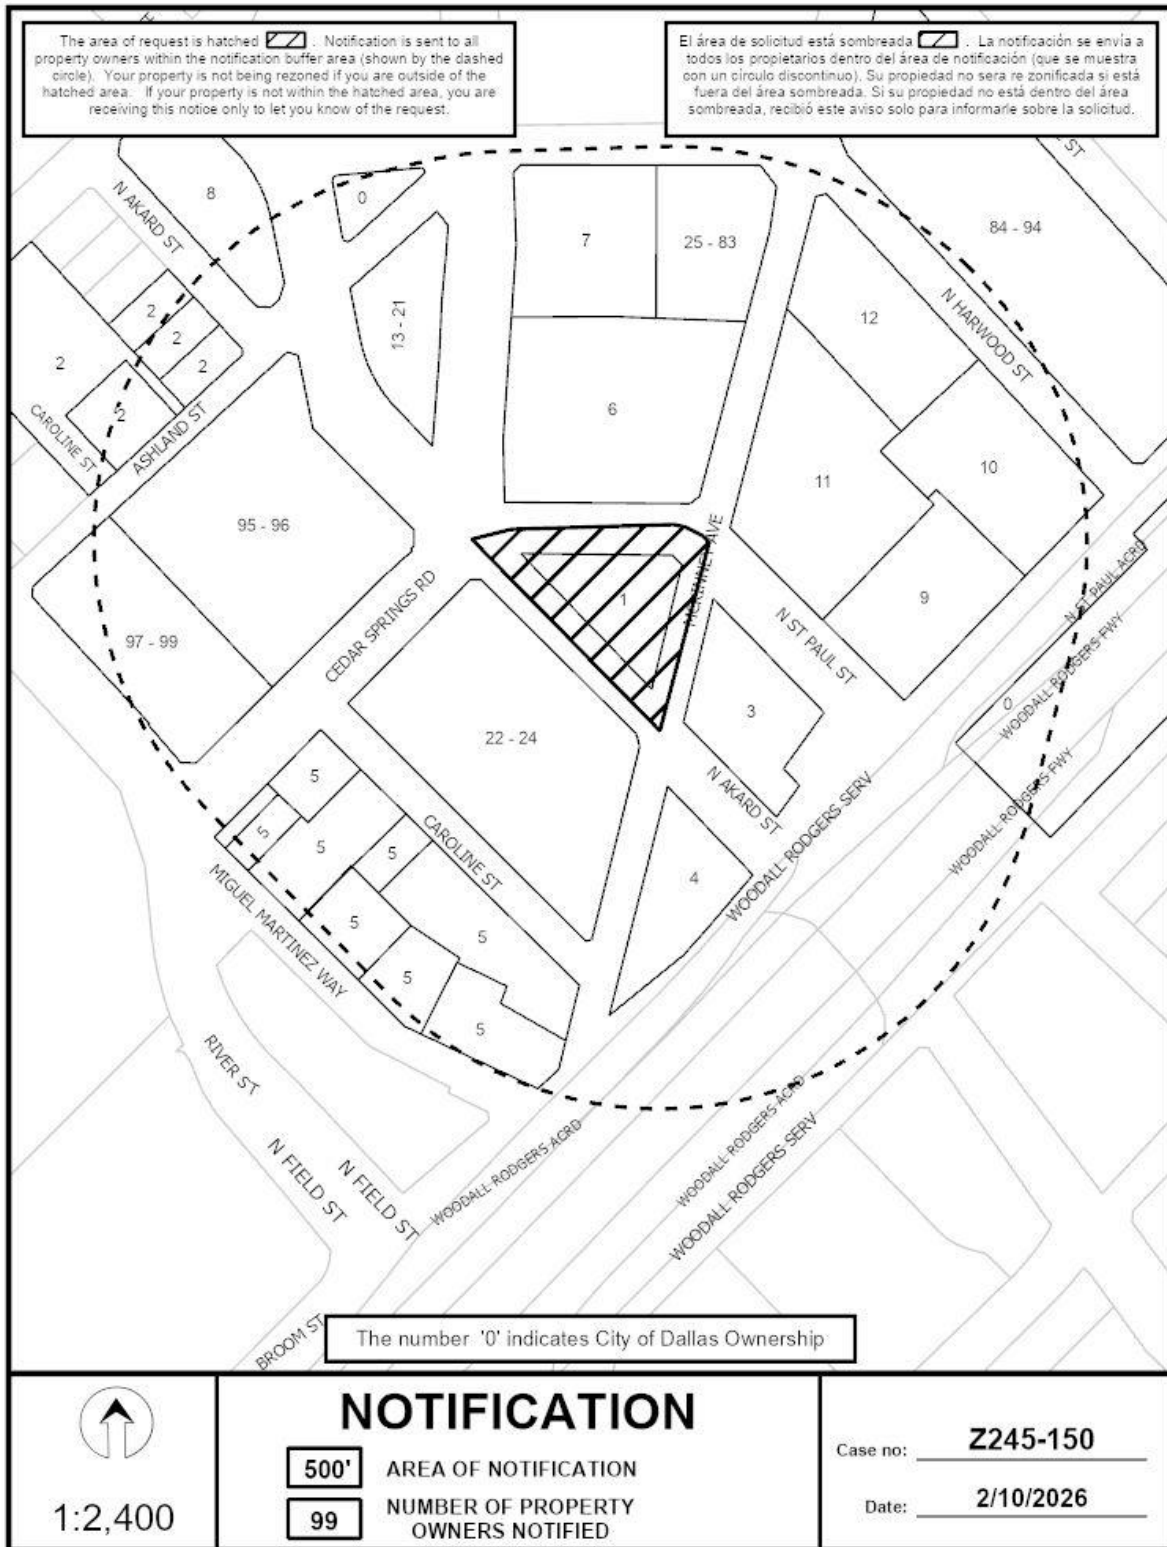 The area of request is hatched . Notification is sent to all
property owners within the notification buffer area (shown by the dashed
circle). Your property is not being rezoned if you are outside of the
hatched area. If your property is not within the hatched area, you are
receiving this notice only to let you know of the request.
El área de solicitud está sombreada . La notificación se envía a
todos los propietarios dentro del área de notificación (que se muestra
con un círculo discontinuo). Su propiedad no sera re zonificada si está
fuera del área sombreada. Si su propiedad no está dentro del área
sombreada, recibió este aviso solo para informarle sobre la solicitud.
ST
8
0
N AKARD ST
7
25 - 83
84 - 94
2
2
2
2
2
13 - 21
12
N HARWOOD ST
CAROLINE ST
ASHLAND ST
6
11
10
95 - 96
MCKINNEY AVE
1
9
N ST PAUL ACRD
97 - 99
CEDAR SPRINGS RD
N ST PAUL ST
WOODALL RODGERS FWY
0
3
22 - 24
5
5
5
5
5
5
5
5
CAROLINE ST
N AKARD ST
WOODALL RODGERS SERV
WOODALL RODGERS FWY
4
MIGUEL MARTINEZ WAY
RIVER ST
N FIELD ST
N FIELD ST
WOODALL RODGERS ACRD
WOODALL RODGERS ACRD
WOODALL RODGERS SERV
BROOM ST
The number '0' indicates City of Dallas Ownership
1:2,400
NOTIFICATION
500' AREA OF NOTIFICATION
99 NUMBER OF PROPERTY
OWNERS NOTIFIED
Case no: Z245-150
Date: 2/10/2026